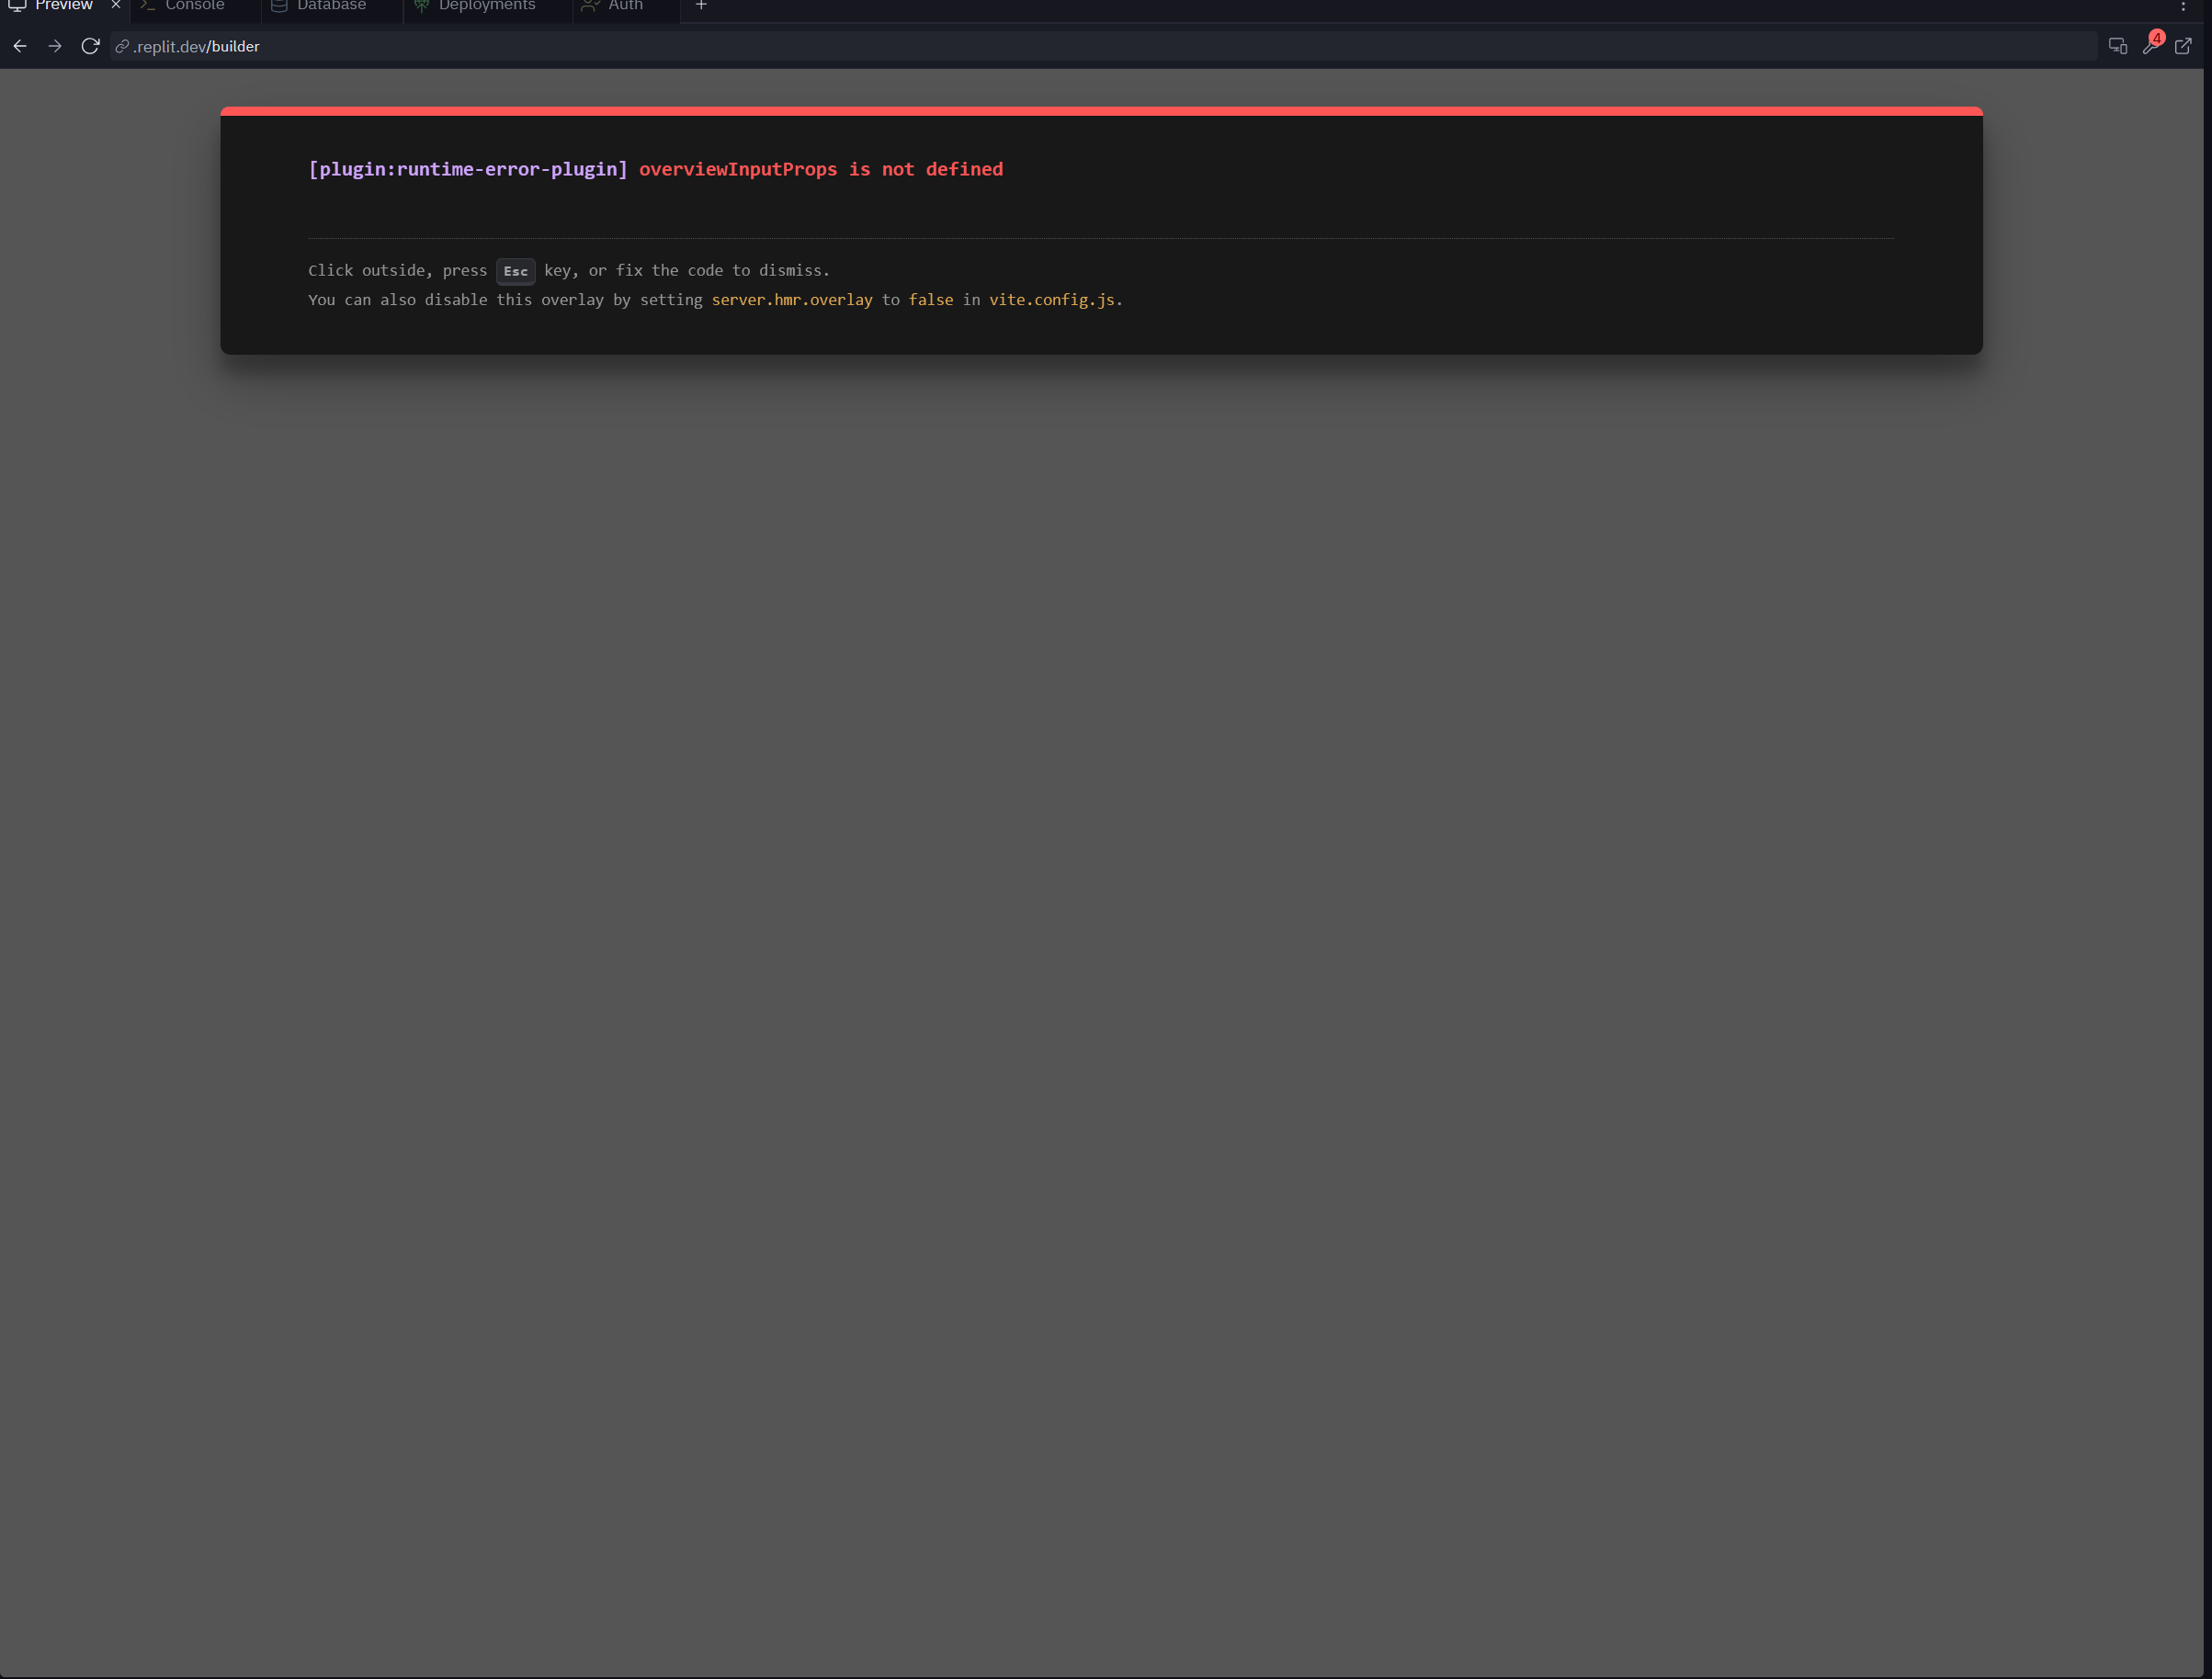 Preview
Console
Database
Deployments
Auth
.replit.dev/builder
4
[plugin:runtime-error-plugin] overviewInputProps is not defined
Click outside, press Esc key, or fix the code to dismiss.
You can also disable this overlay by setting server.hmr.overlay to false in vite.config.js.